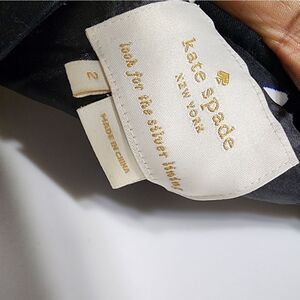 kate spade
NEW YORK
look for the silver lining
2
MADE IN CHINA